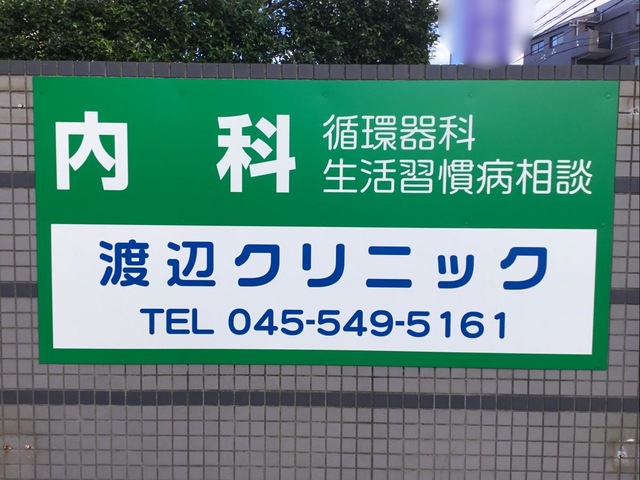 内科
循環器科
生活習慣病相談
渡辺クリニック
TEL 045-549-5161